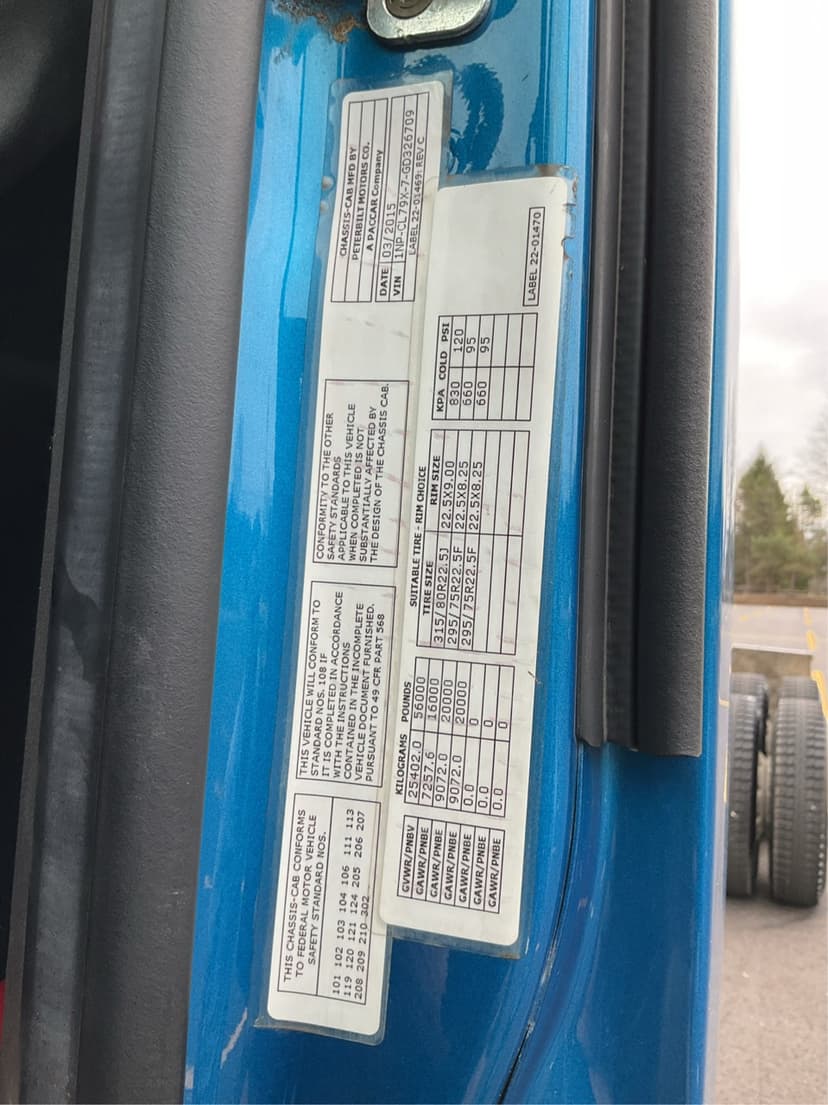 THIS CHASSIS-CAB CONFORMS
TO FEDERAL MOTOR VEHICLE
SAFETY STANDARD NOS.
101 102 103 104 106 111 113
119 120 121 124 205 206 207
208 209 210 302
THIS VEHICLE WILL CONFORM TO
STANDARD NOS. 108 IF
IT IS COMPLETED IN ACCORDANCE
WITH THE INSTRUCTIONS
CONTAINED IN THE INCOMPLETE
VEHICLE DOCUMENT FURNISHED.
PURSUANT TO 49 CFR PART 568
CONFORMITY TO THE OTHER
SAFETY STANDARDS
APPLICABLE TO THIS VEHICLE
WHEN COMPLETED IS NOT
SUBSTANTIALLY AFFECTED BY
THE DESIGN OF THE CHASSIS CAB.
CHASSIS-CAB MFD BY
PETERBILT MOTORS CO.
A PACCAR Company
DATE 03/2015
VIN 1NP-CL79X-7-GD326709
LABEL 22-01469 REV C
KILOGRAMS POUNDS SUITABLE TIRE - RIM CHOICE
TIRE SIZE RIM SIZE KPA COLD PSI
GVWR/PNBV 25402.0 56000
GAWR/PNBE 7257.6 16000 315/80R22.5J 22.5X9.00 830 120
GAWR/PNBE 9072.0 20000 295/75R22.5F 22.5X8.25 660 95
GAWR/PNBE 9072.0 20000 295/75R22.5F 22.5X8.25 660 95
GAWR/PNBE 0.0 0
GAWR/PNBE 0.0 0
GAWR/PNBE 0.0 0
LABEL 22-01470